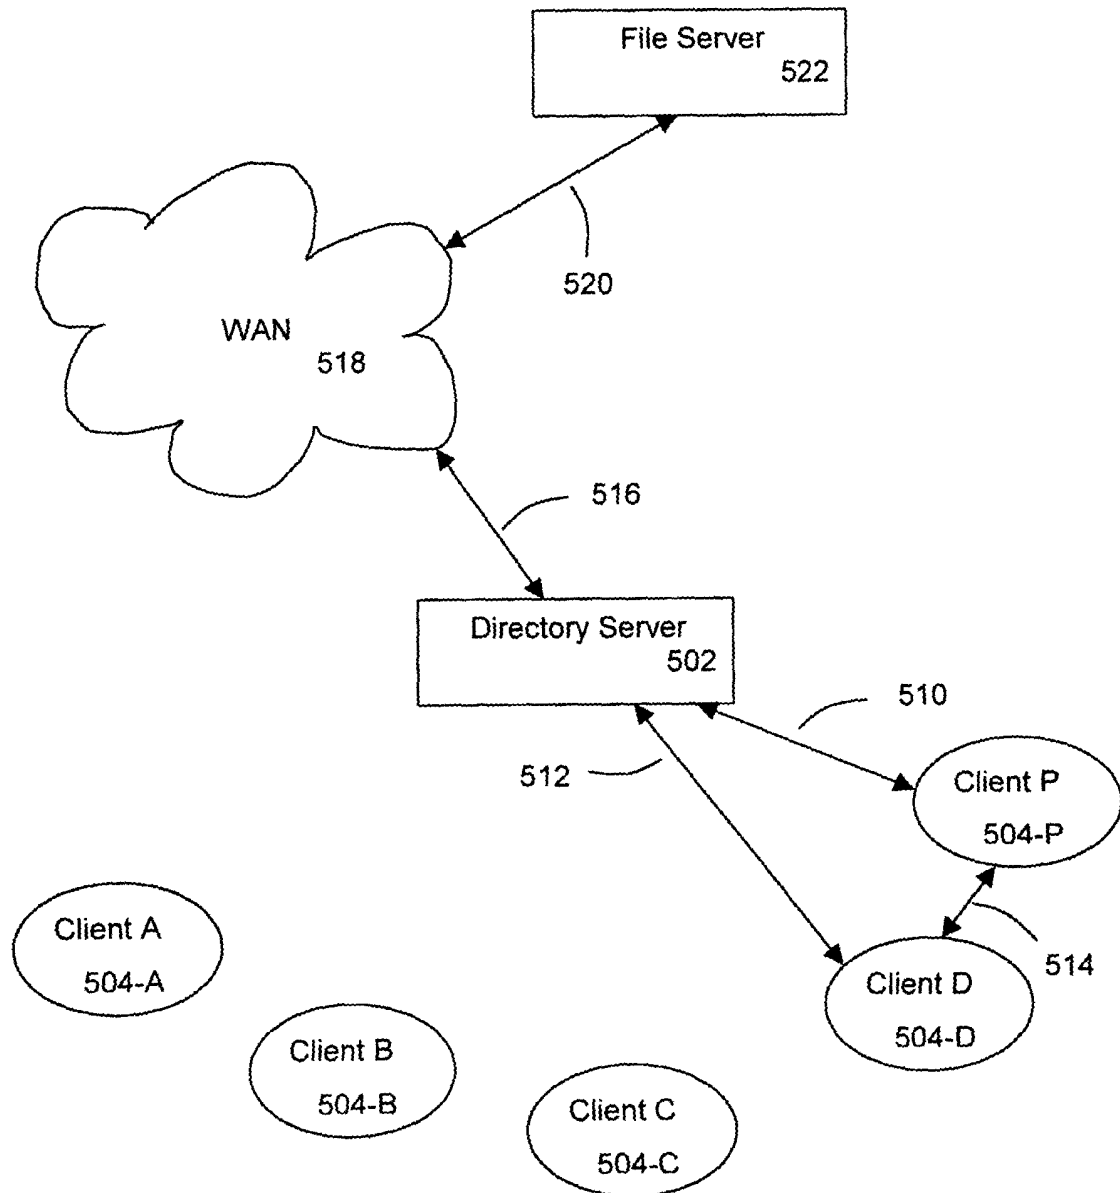 File Server
522
520
WAN
518
516
Directory Server
502
510
512
Client P
504-P
514
Client D
504-D
Client A
504-A
Client B
504-B
Client C
504-C